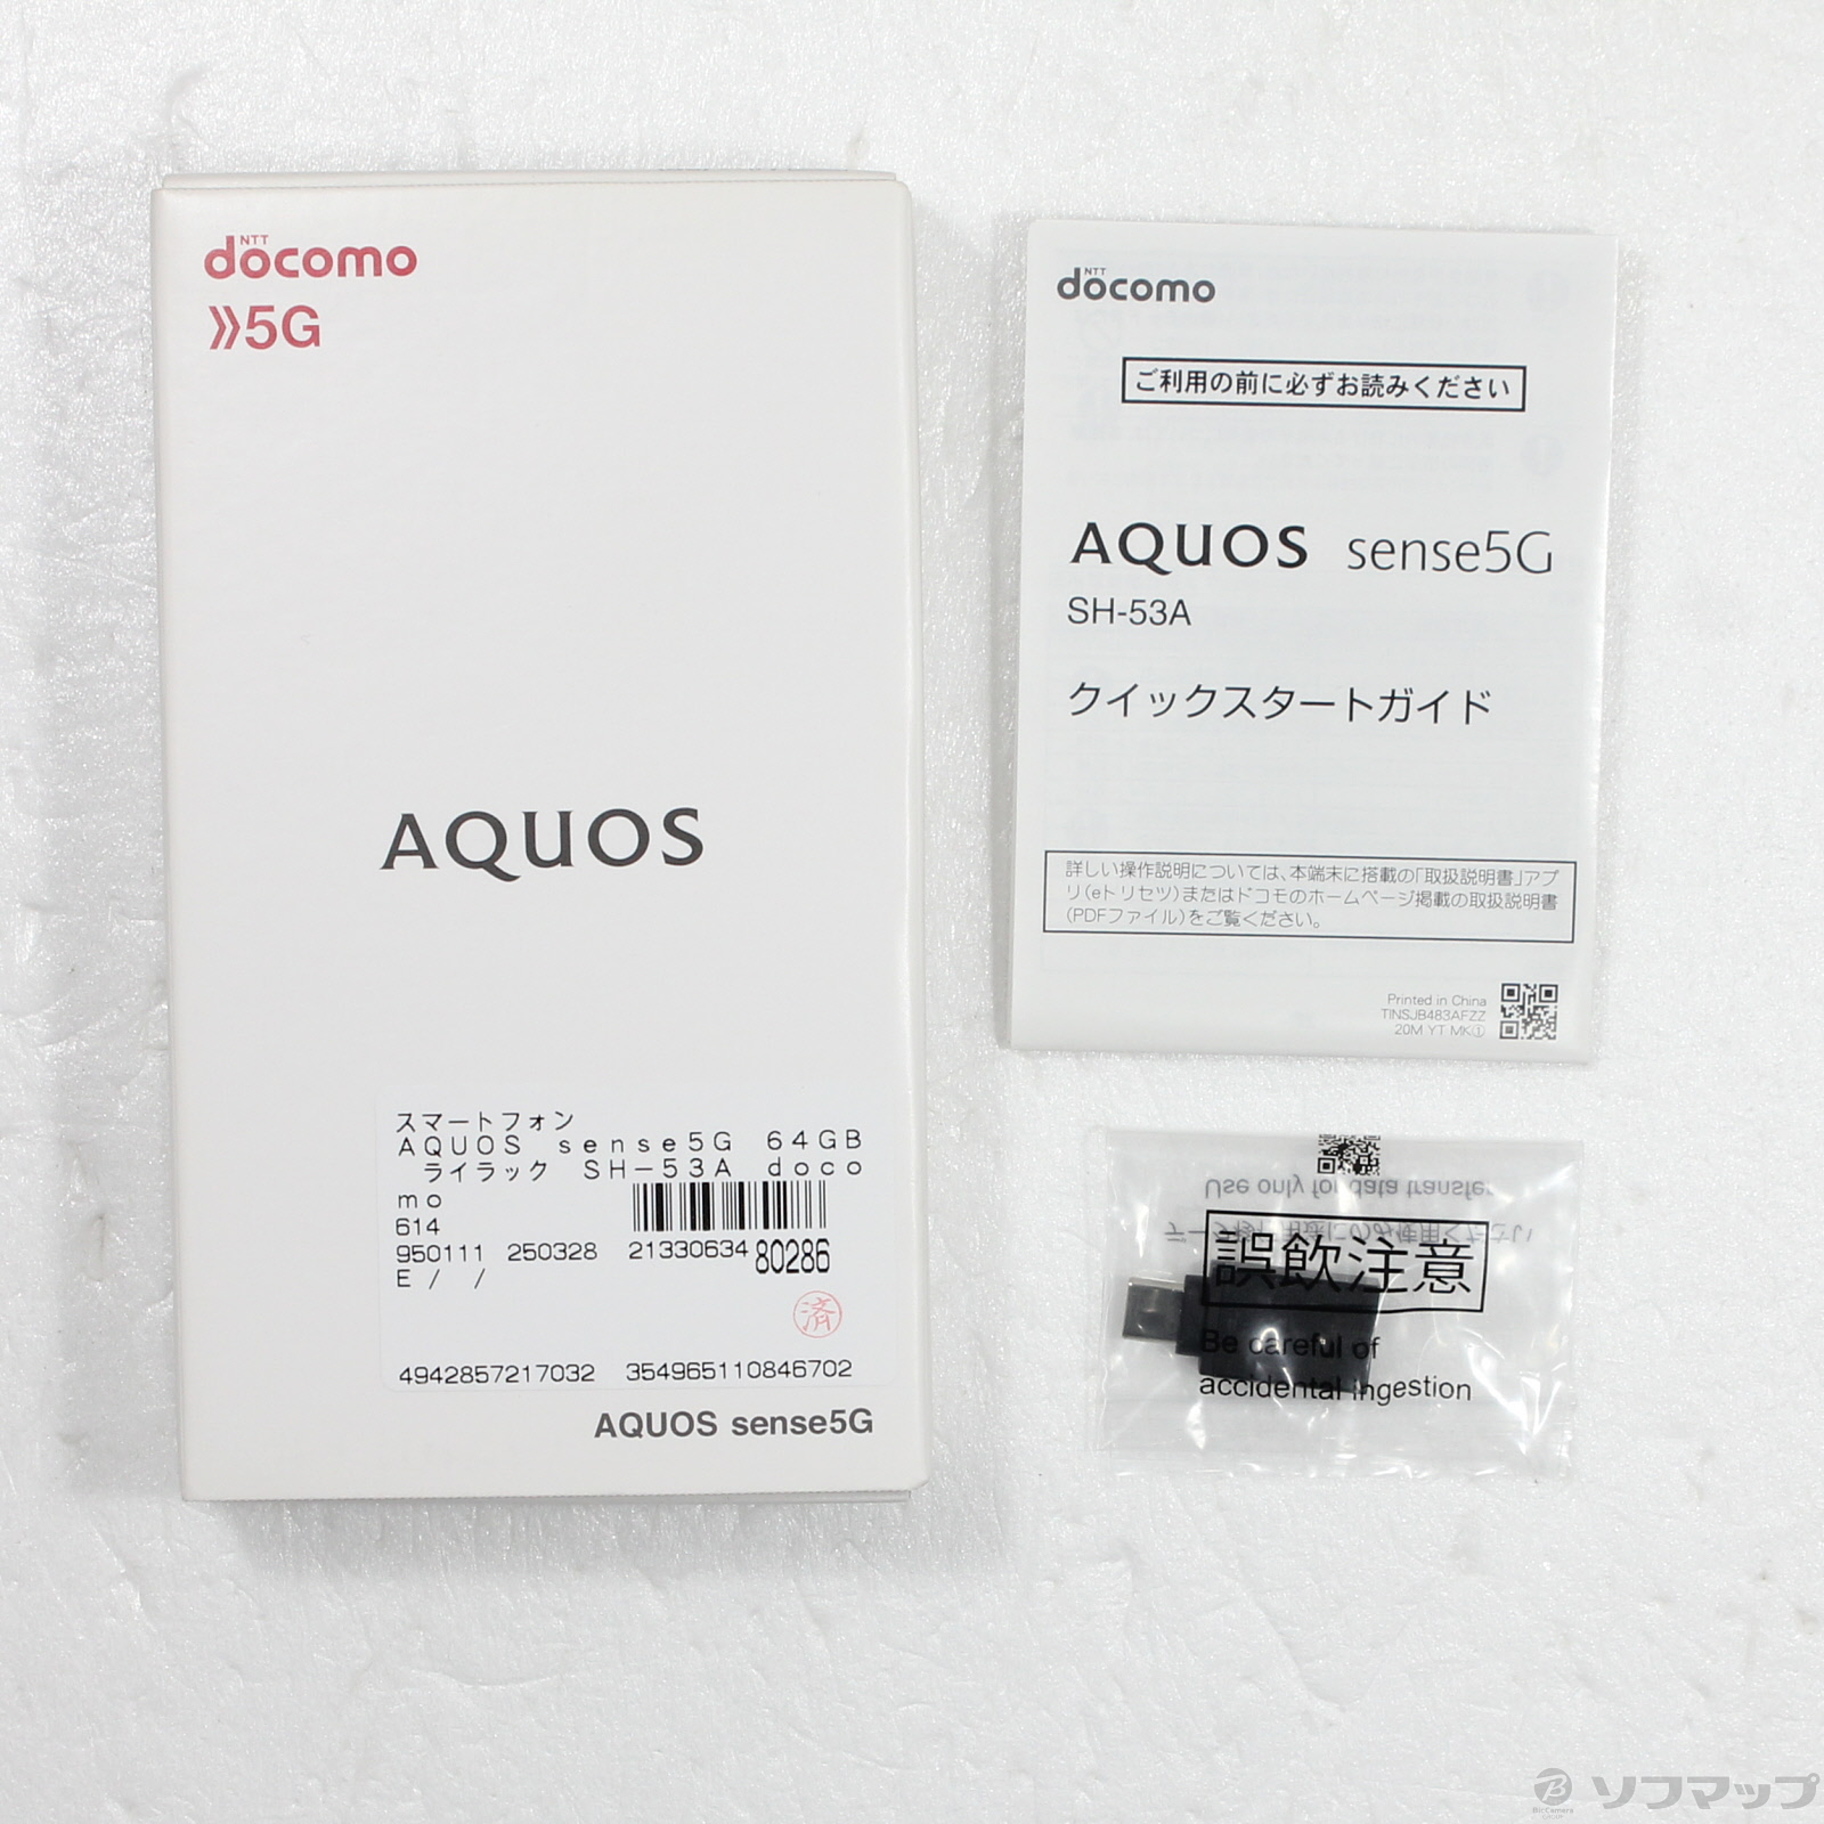 NTT
docomo
5G
AQUOS
スマートフォン
AQUOS sense5G 64GB
ライラック SH-53A doco
mo
614
950111 250328 21330634 80286
E / /
済
4942857217032 354965110846702
AQUOS sense5G
NTT
docomo
ご利用の前に必ずお読みください
AQUOS sense5G
SH-53A
クイックスタートガイド
詳しい操作説明については、本端末に搭載の「取扱説明書」アプ
リ(eトリセツ)またはドコモのホームページ掲載の取扱説明書
(PDFファイル)をご覧ください。
Printed in China
TINSJB483AFZZ
20M YT MK①
Use only for data transfer
誤飲注意
Be careful of
accidental ingestion
BicCamera
GROUP
ソフマップ